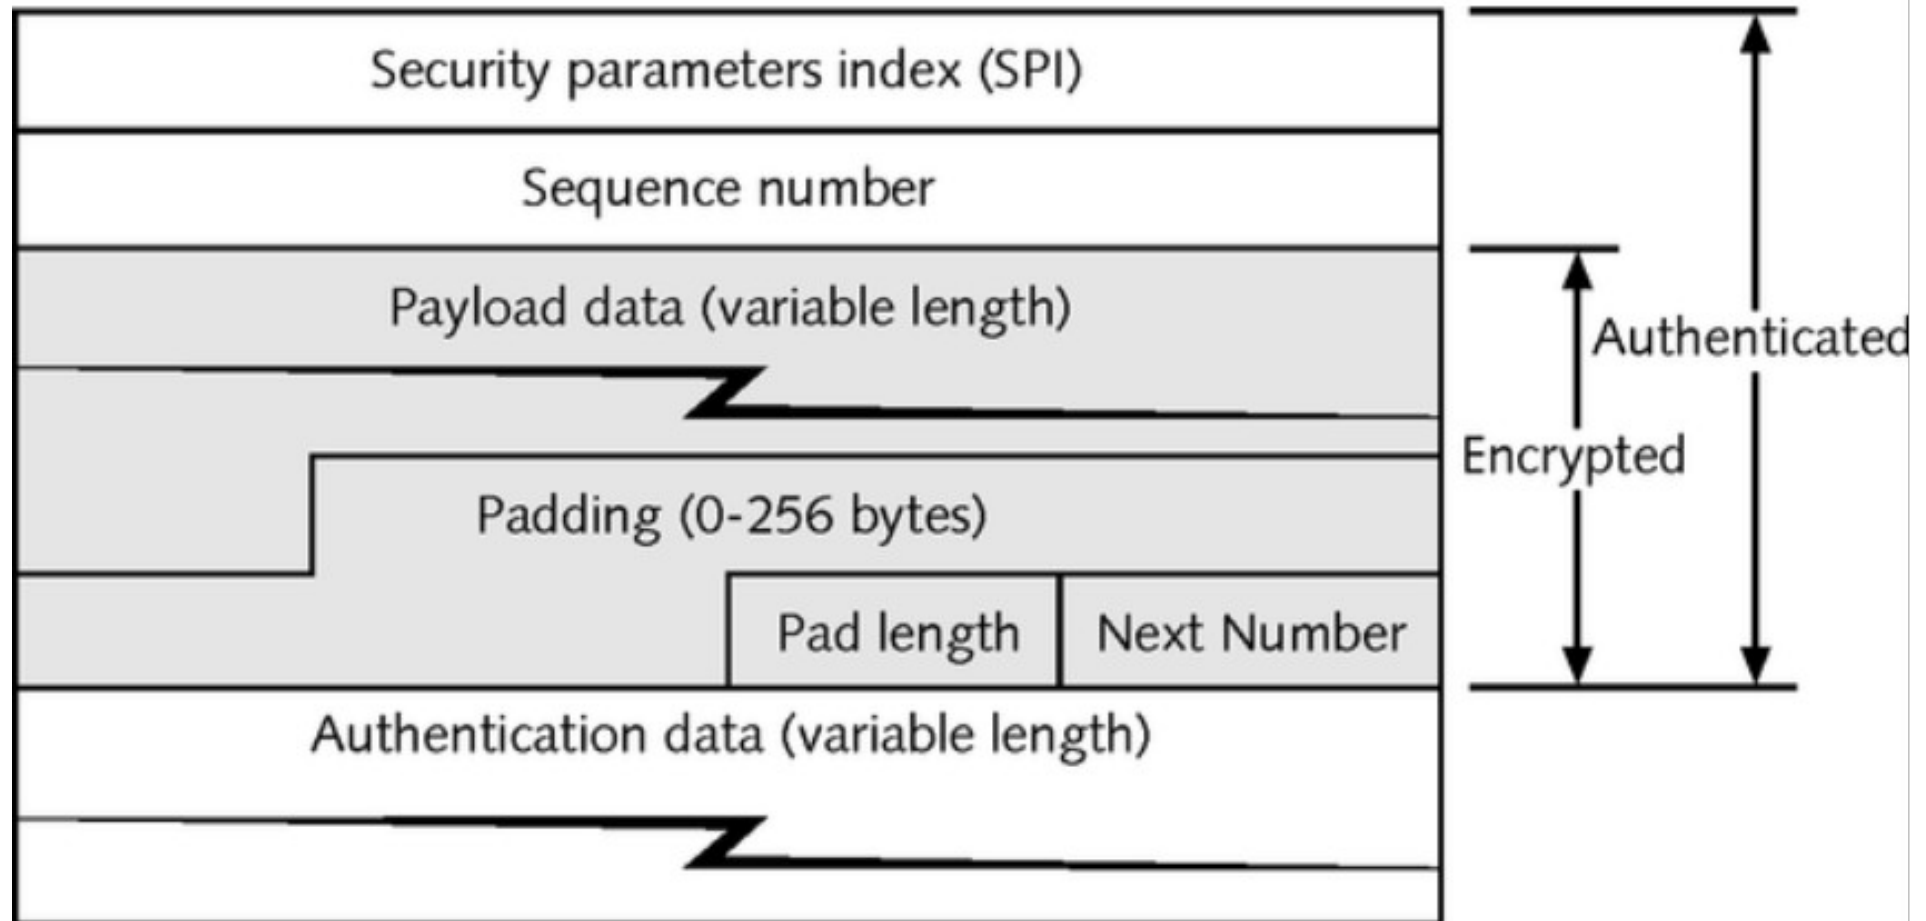 Security parameters index (SPI)
Sequence number
Payload data (variable length)
Authenticated
Encrypted
Padding (0-256 bytes)
Pad length
Next Number
Authentication data (variable length)